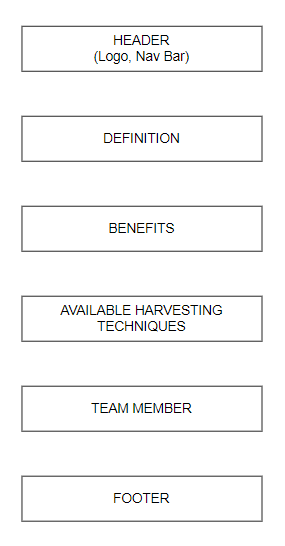 HEADER
(Logo, Nav Bar)
DEFINITION
BENEFITS
AVAILABLE HARVESTING
TECHNIQUES
TEAM MEMBER
FOOTER